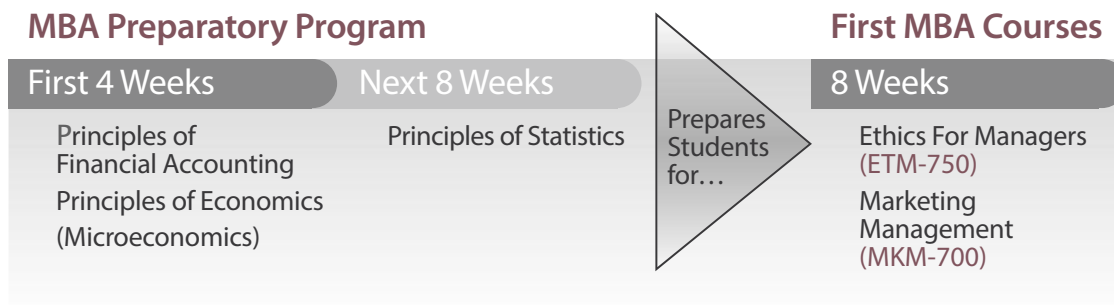 MBA Preparatory Program
First 4 Weeks
Principles of
Financial Accounting
Principles of Economics
(Microeconomics)
Next 8 Weeks
Principles of Statistics
Prepares
Students
for…
First MBA Courses
8 Weeks
Ethics For Managers
(ETM-750)
Marketing
Management
(MKM-700)